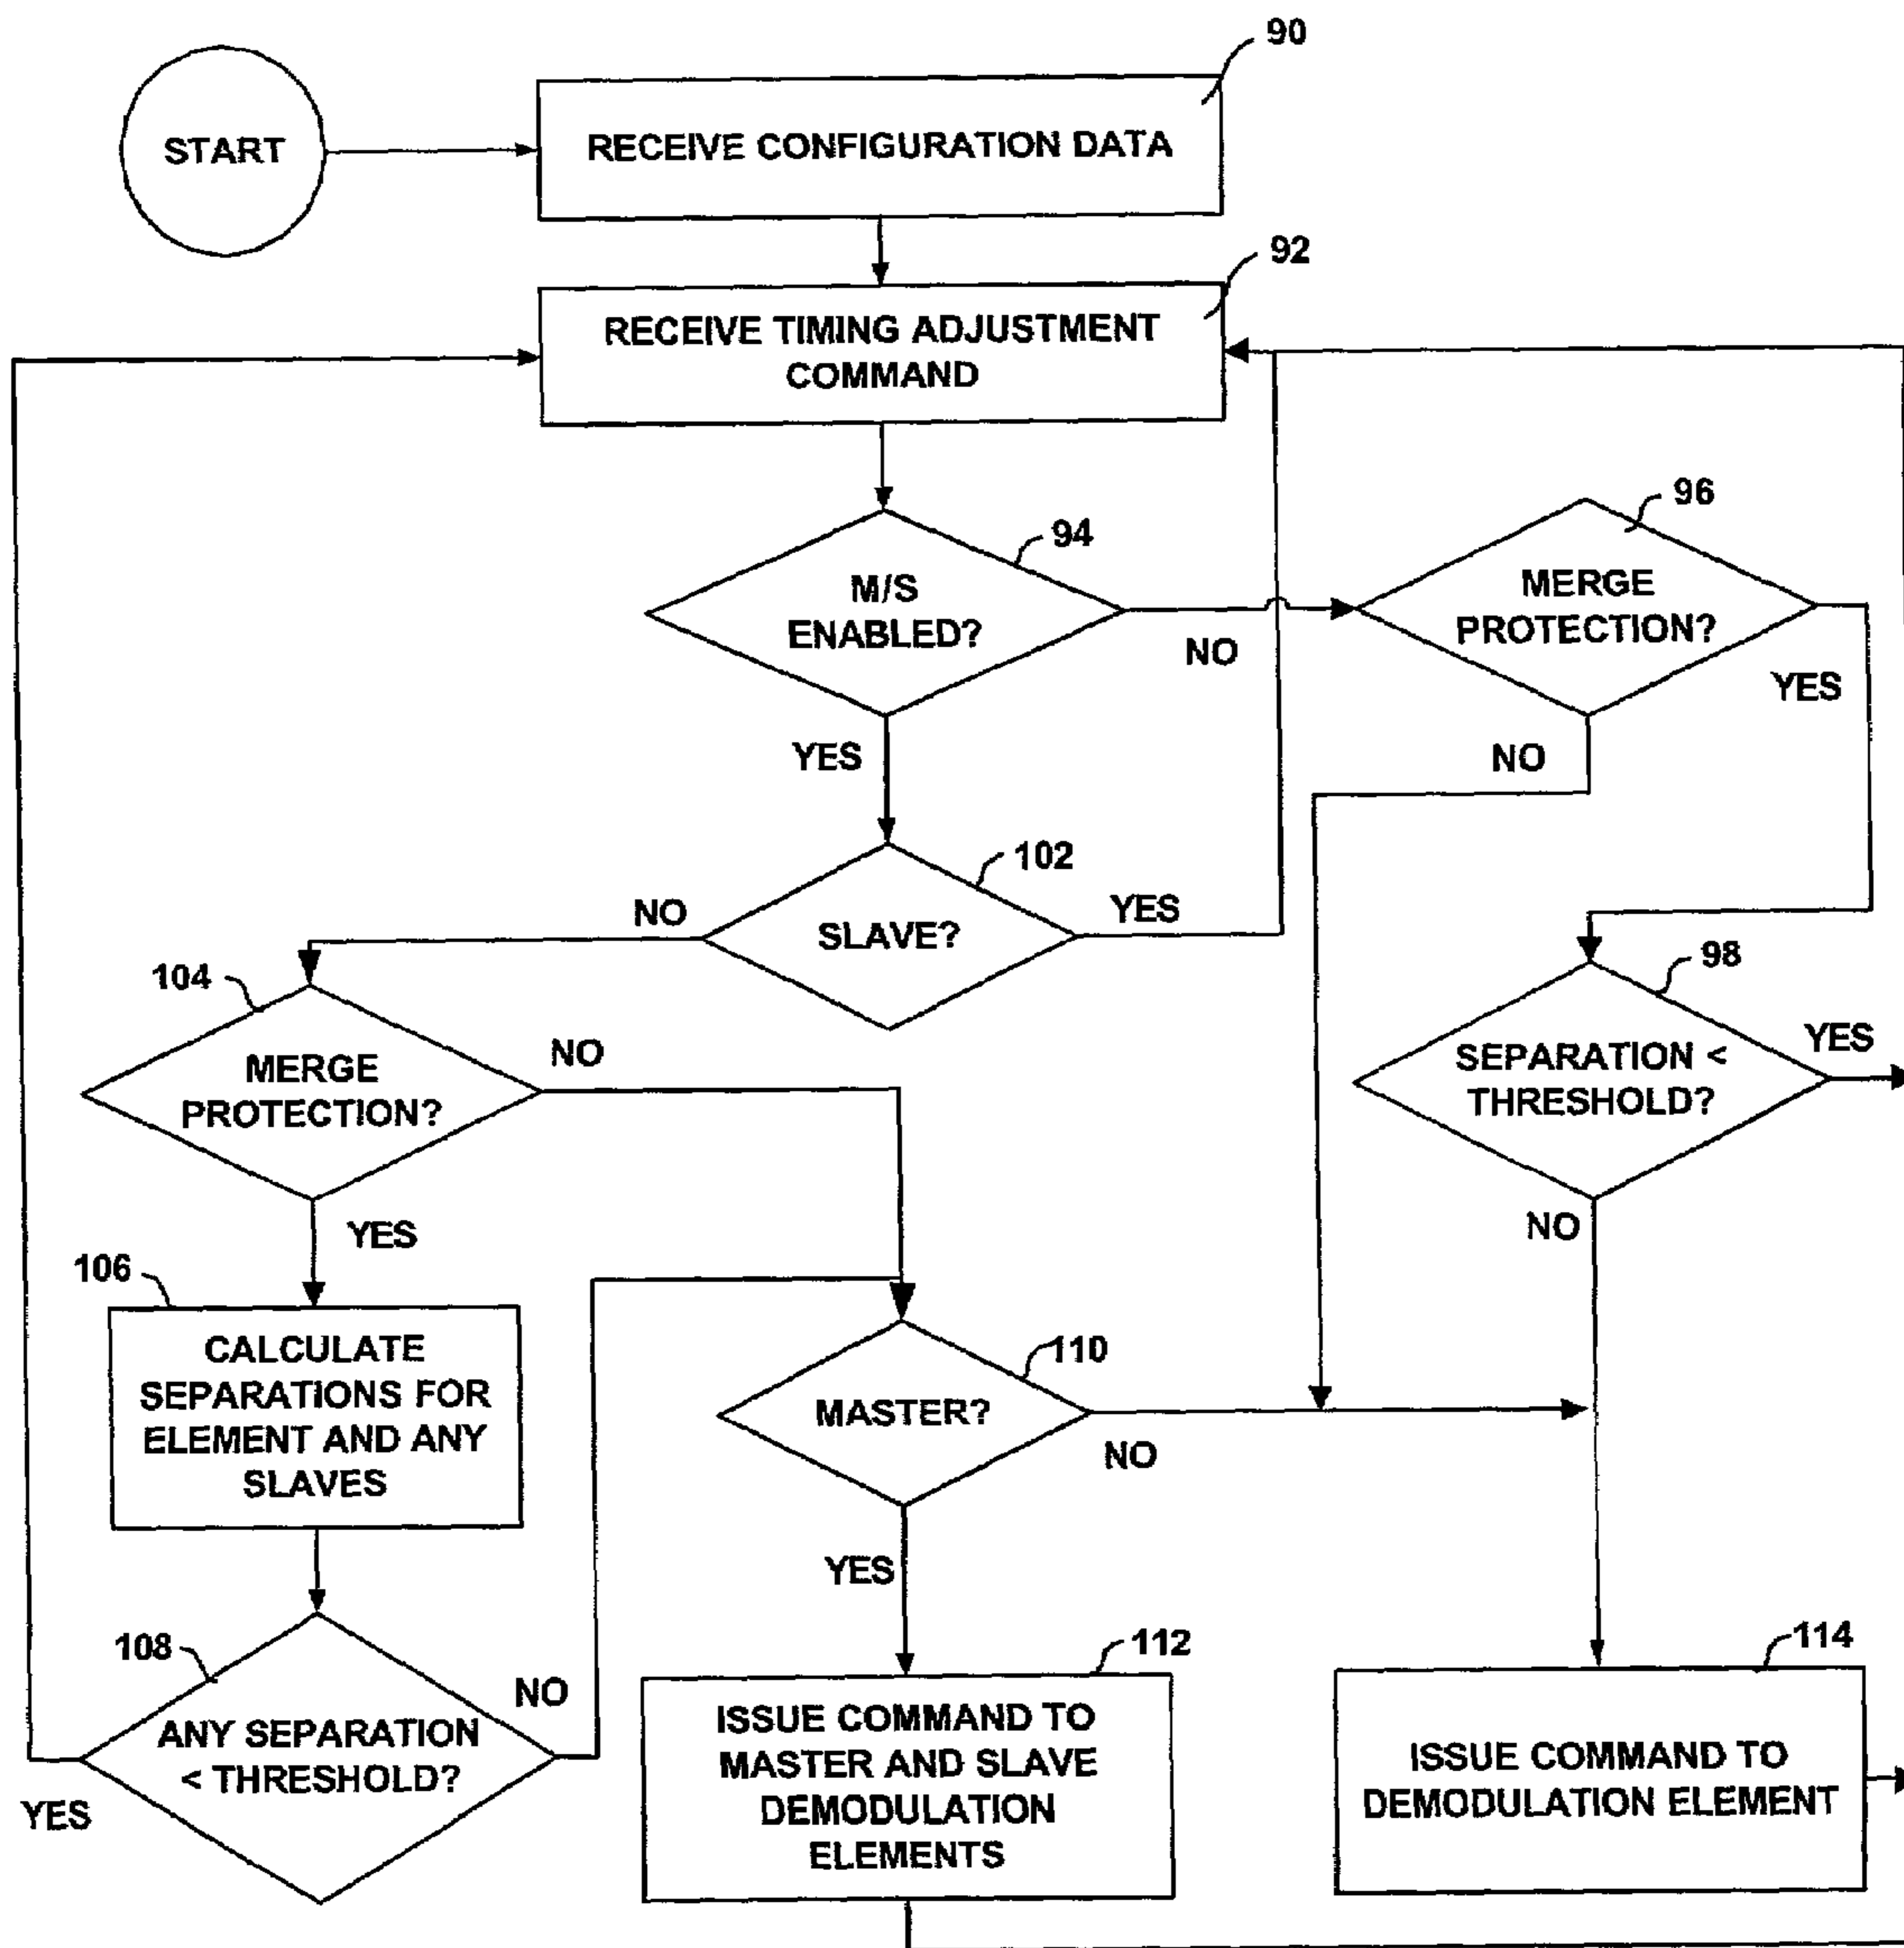 90
START
RECEIVE CONFIGURATION DATA
92
RECEIVE TIMING ADJUSTMENT
COMMAND
94
M/S
ENABLED?
NO
YES
96
MERGE
PROTECTION?
YES
NO
102
SLAVE?
NO
YES
98
SEPARATION <
THRESHOLD?
YES
NO
104
MERGE
PROTECTION?
NO
YES
106
CALCULATE
SEPARATIONS FOR
ELEMENT AND ANY
SLAVES
110
MASTER?
NO
YES
108
ANY SEPARATION
< THRESHOLD?
NO
YES
112
ISSUE COMMAND TO
MASTER AND SLAVE
DEMODULATION
ELEMENTS
114
ISSUE COMMAND TO
DEMODULATION ELEMENT